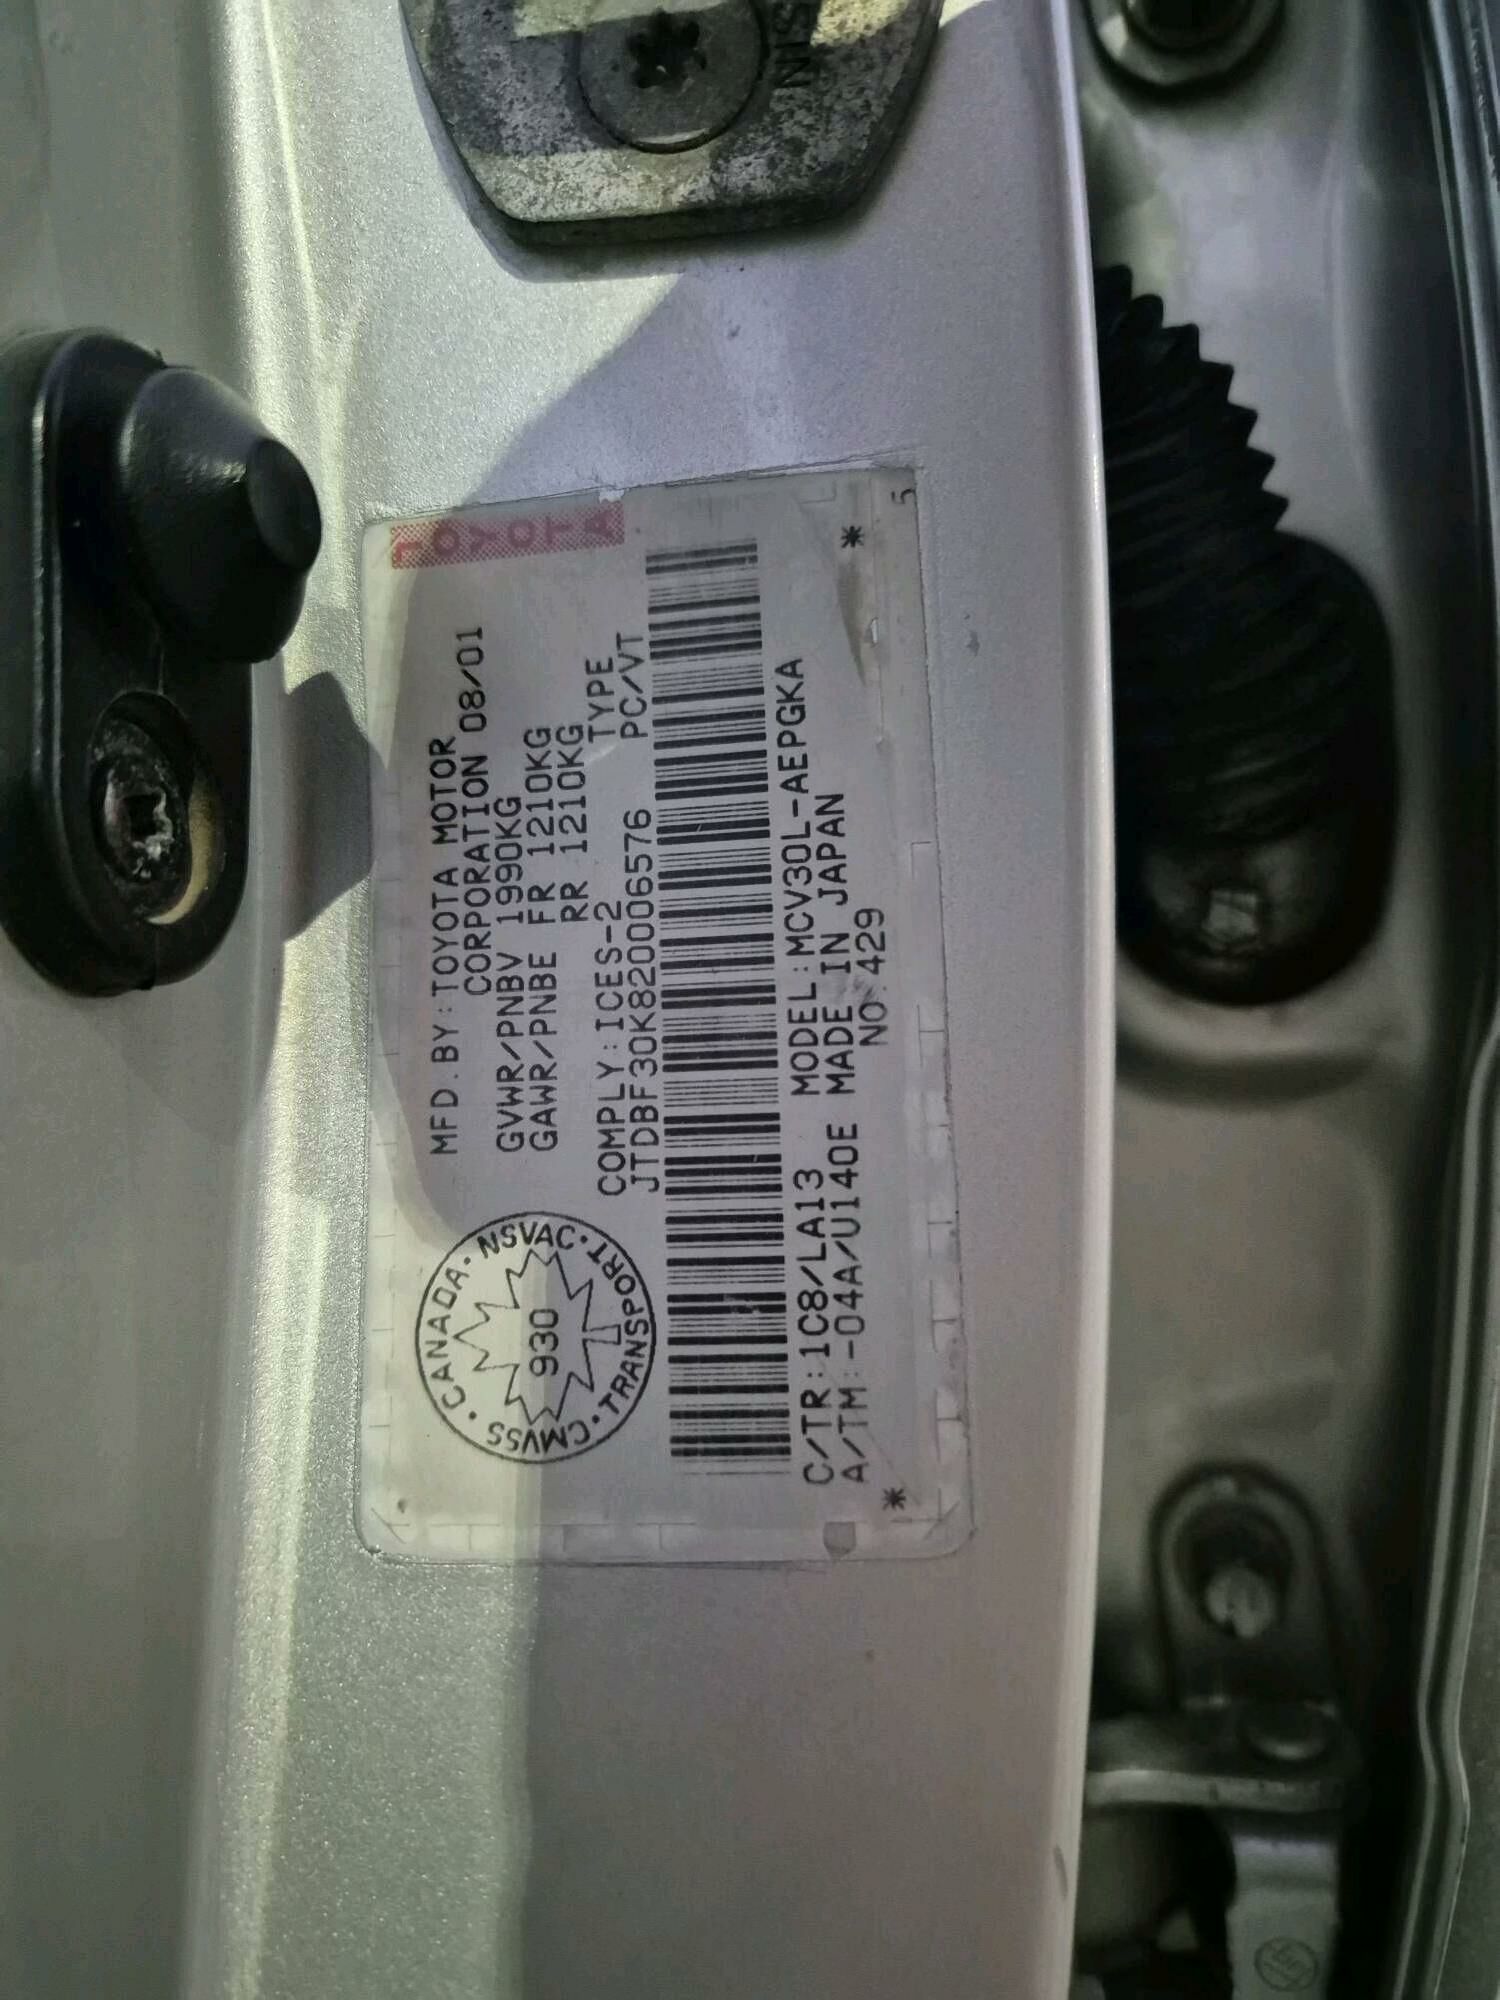 TOYOTA
MFD.BY:TOYOTA MOTOR
CORPORATION 08/01
GVWR/PNBV 1990KG
GAWR/PNBE FR 1210KG
RR 1210KG
COMPLY:ICES-2 TYPE
JTDBF30K820006576 PC/VT
CANADA · NSVAC · TRANSPORT · CMVSS ·
930
C/TR:1C8/LA13 MODEL:MCV30L-AEPGKA
A/TM:-04A/U140E MADE IN JAPAN
NO.429
* *
5